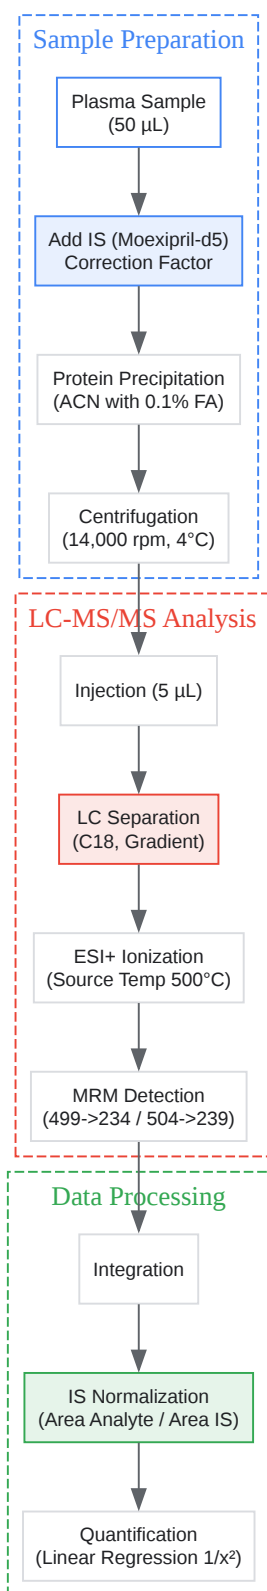 Sample Preparation
Plasma Sample
(50 µL)
Add IS (Moexipril-d5)
Correction Factor
Protein Precipitation
(ACN with 0.1% FA)
Centrifugation
(14,000 rpm, 4°C)
LC-MS/MS Analysis
Injection (5 µL)
LC Separation
(C18, Gradient)
ESI+ Ionization
(Source Temp 500°C)
MRM Detection
(499->234 / 504->239)
Data Processing
Integration
IS Normalization
(Area Analyte / Area IS)
Quantification
(Linear Regression 1/x²)